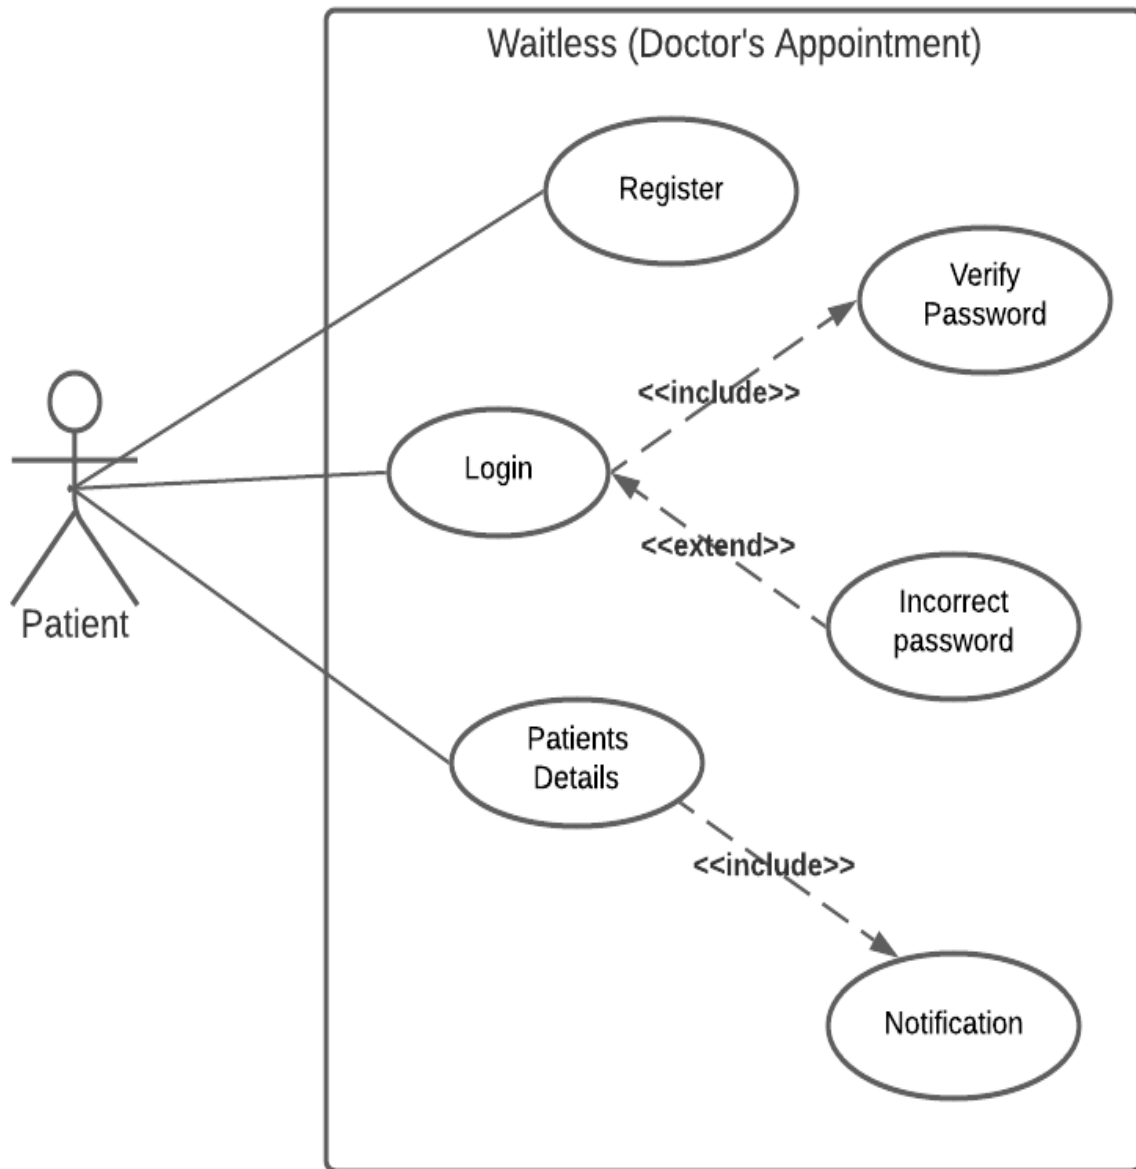 Waitless (Doctor's Appointment)
Register
Verify
Password
<<include>>
Login
<<extend>>
Incorrect
password
Patient
Patients
Details
<<include>>
Notification